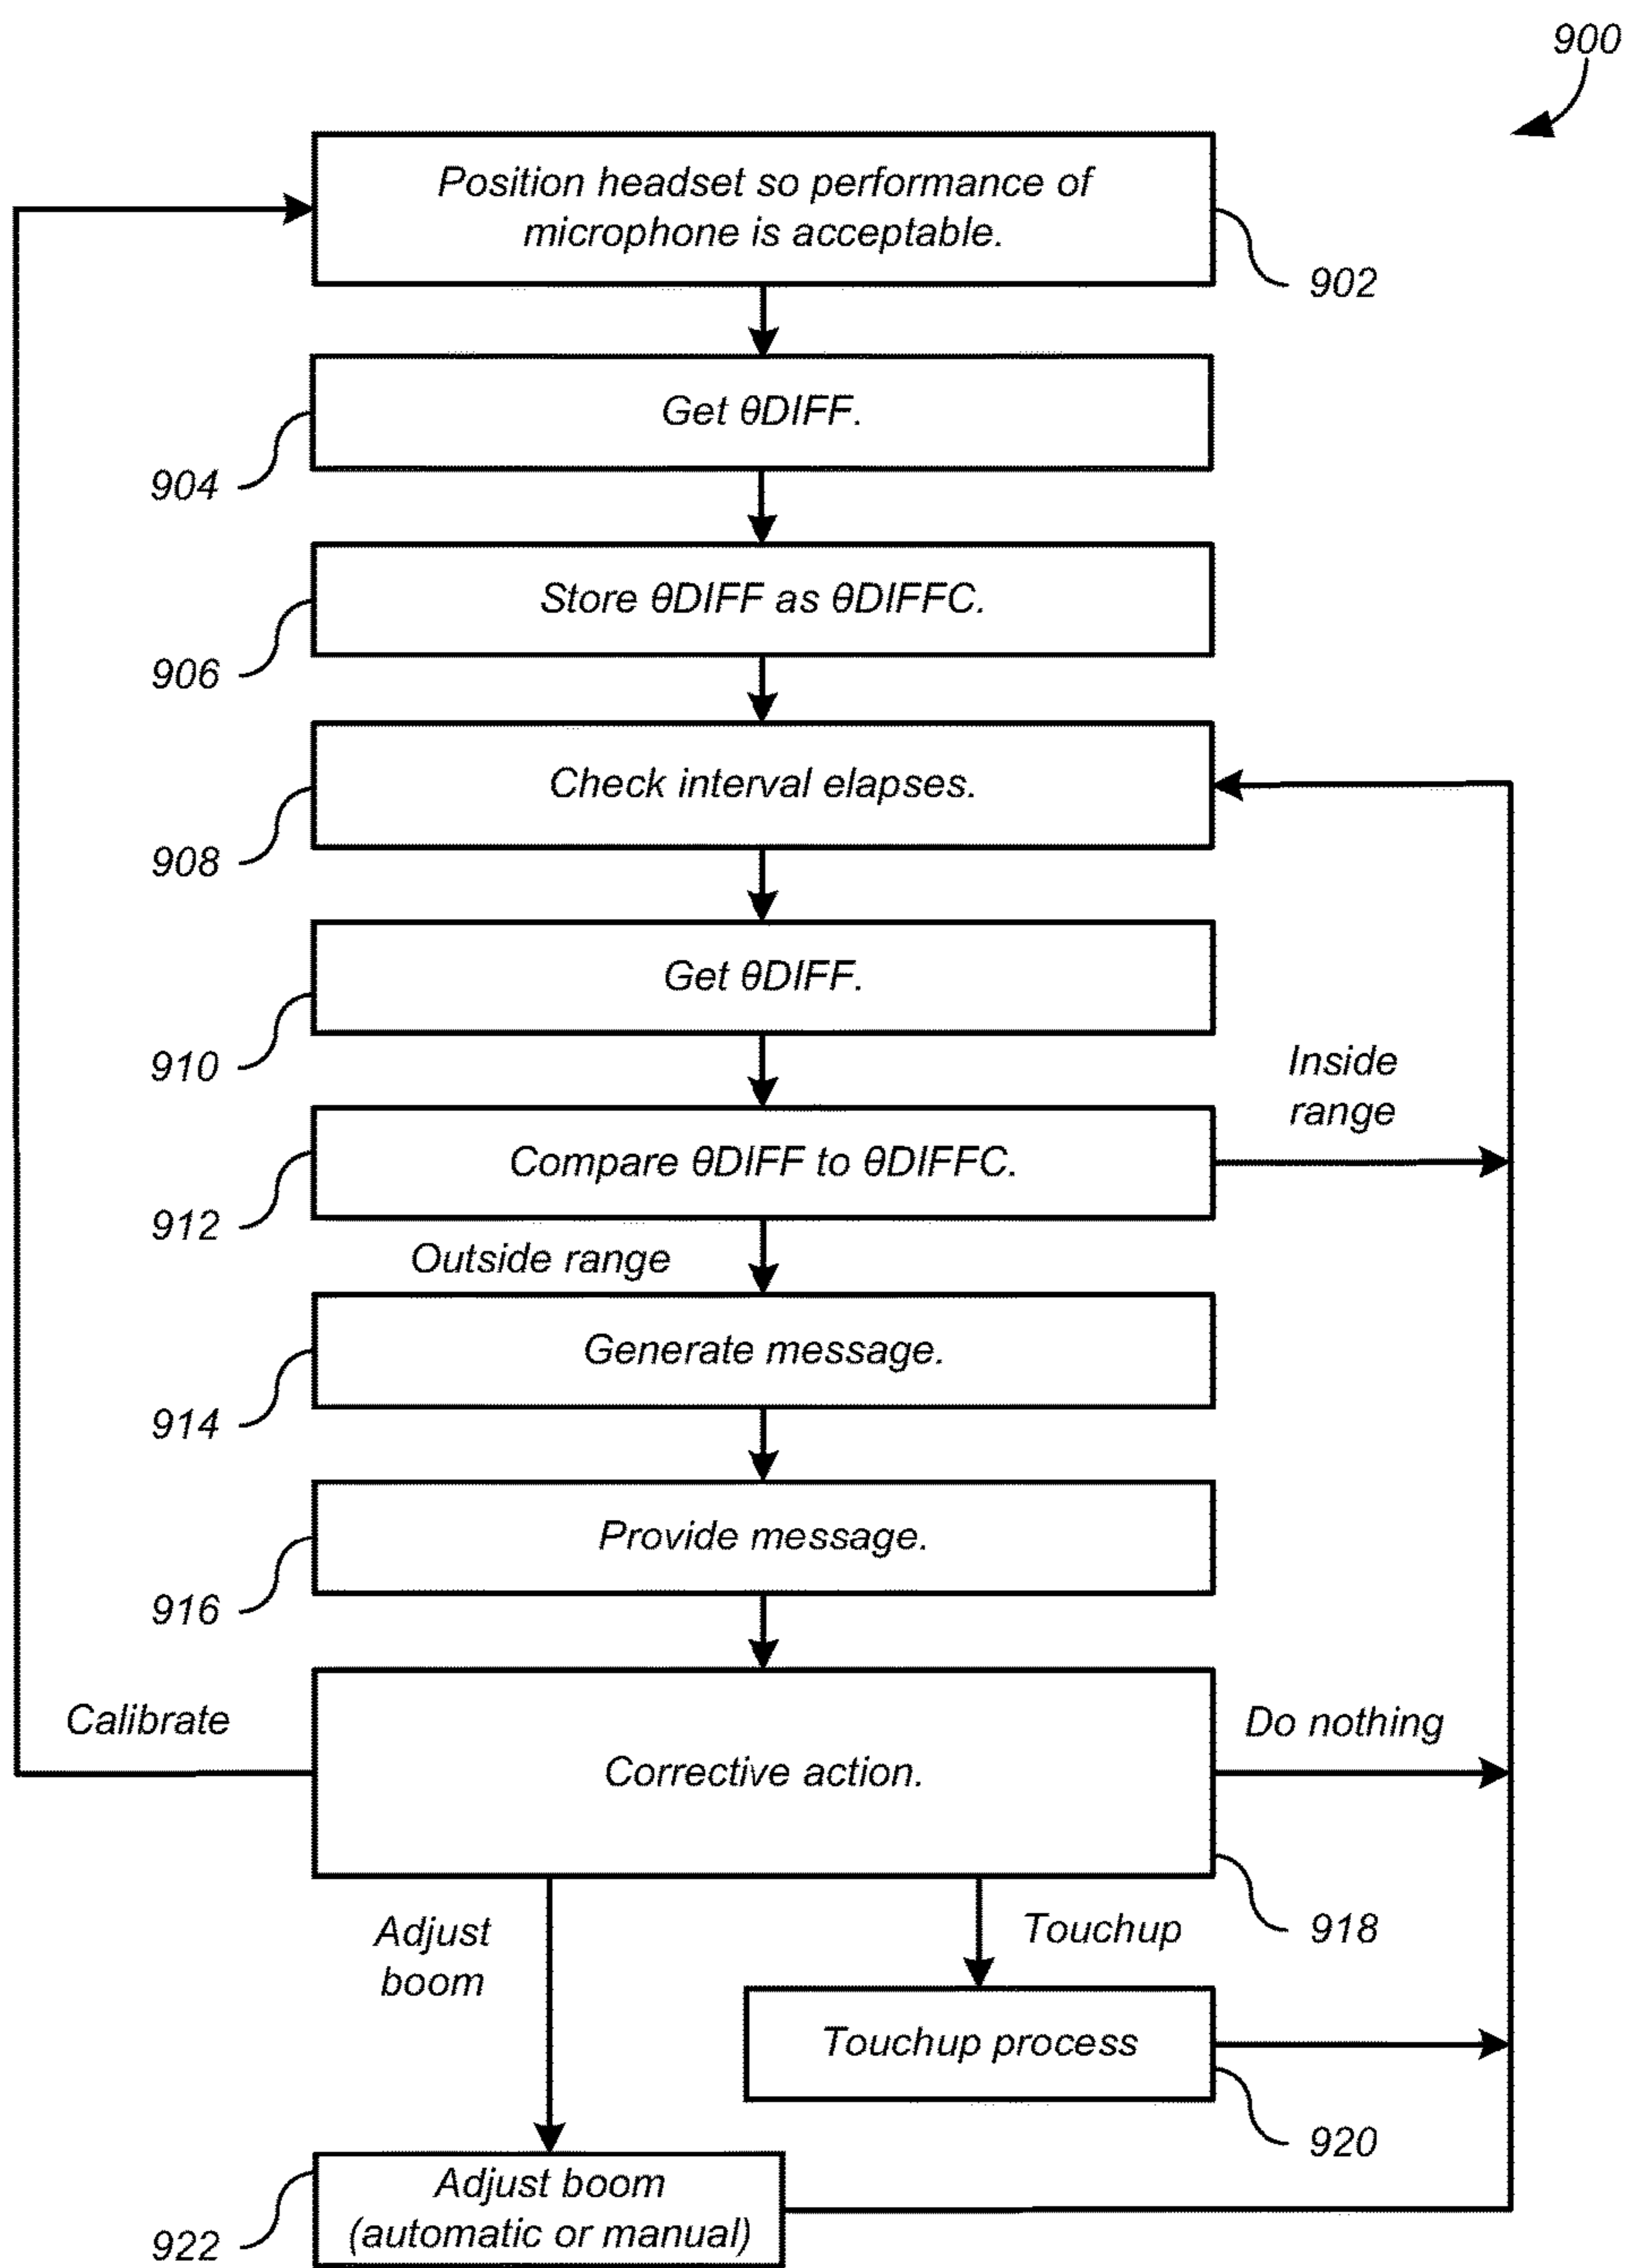 900
Position headset so performance of
microphone is acceptable.
902
Get θDIFF.
904
Store θDIFF as θDIFFC.
906
Check interval elapses.
908
Get θDIFF.
910
Inside
range
Compare θDIFF to θDIFFC.
912
Outside range
Generate message.
914
Provide message.
916
Calibrate
Do nothing
Corrective action.
918
Adjust
boom
Touchup
Touchup process
920
Adjust boom
(automatic or manual)
922